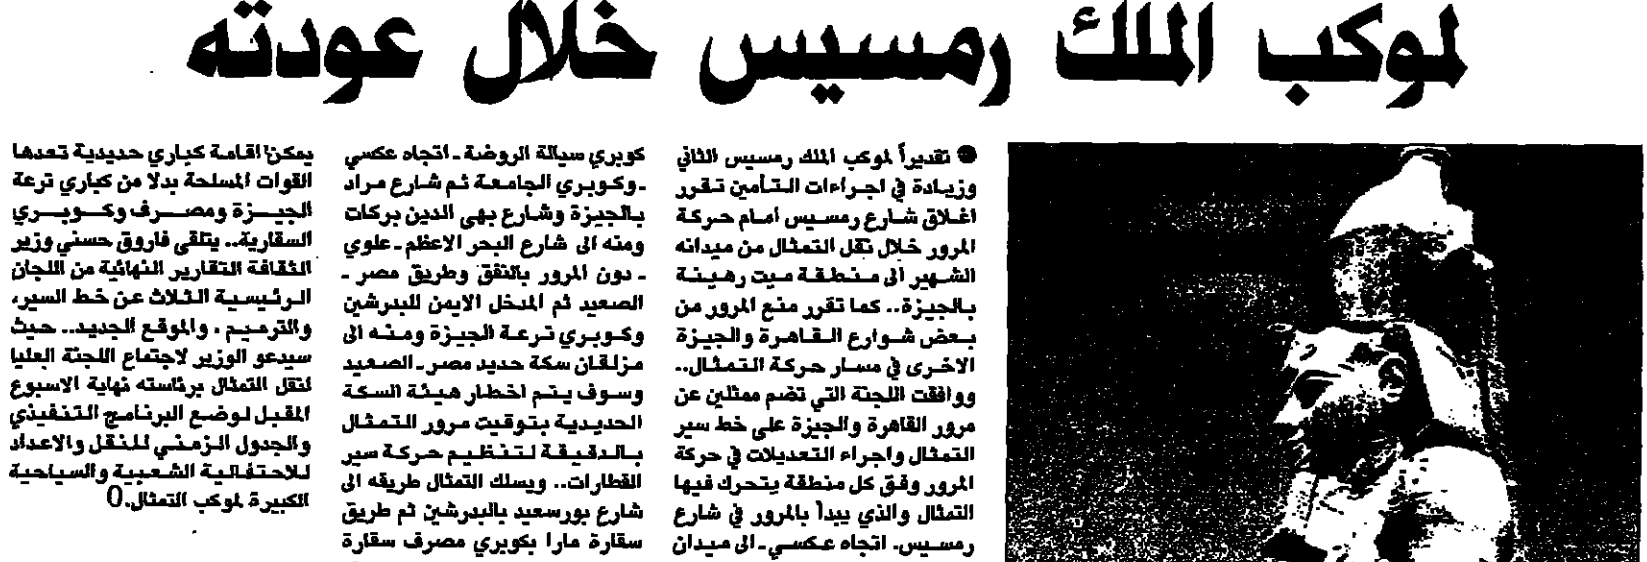 لموكب الملك رمسيس خلال عودته
● تقديراً لموكب الملك رمسيس الثاني
وزيادة في اجراءات التأمين تقرر
اغلاق شارع رمسيس أمام حركة
المرور خلال نقل التمثال من ميدانه
الشهير الى منطقة ميت رهينة
بالجيزة.. كما تقرر منع المرور من
بعض شوارع القاهرة والجيزة
الاخرى في مسار حركة التمثال..
ووافقت اللجنة التي تضم ممثلين عن
مرور القاهرة والجيزة على خط سير
التمثال واجراء التعديلات في حركة
المرور وفق كل منطقة يتحرك فيها
التمثال والذي يبدأ بالمرور في شارع
رمسيس. اتجاه عكسي ـ الى ميدان
كوبري سيالة الروضة ـ اتجاه عكسي
ـ وكوبري الجامعة ثم شارع مراد
بالجيزة وشارع بهى الدين بركات
ومنه الى شارع البحر الاعظم ـ علوي
ـ دون المرور بالنفق وطريق مصر ـ
الصعيد ثم المدخل الايمن للبدرشين
وكوبري ترعة الجيزة ومنه الى
مزلقان سكة حديد مصر ـ الصعيد
وسوف يتم اخطار هيئة السكة
الحديدية بتوقيت مرور التمثال
بالدقيقة لتنظيم حركة سير
القطارات.. ويسلك التمثال طريقه الى
شارع بورسعيد بالبدرشين ثم طريق
سقارة مارا بكوبري مصرف سقارة
يمكن اقامة كباري حديدية تعدها
القوات المسلحة بدلا من كباري ترعة
الجيزة ومصرف وكوبري
السقارية.. يتلقى فاروق حسني وزير
الثقافة التقارير النهائية من اللجان
الرئيسية الثلاث عن خط السير،
والترميم، والموقع الجديد.. حيث
سيدعو الوزير لاجتماع اللجنة العليا
لنقل التمثال برئاسته نهاية الاسبوع
المقبل لوضع البرنامج التنفيذي
والجدول الزمني للنقل والاعداد
للاحتفالية الشعبية والسياحية
الكبيرة لموكب التمثال.0